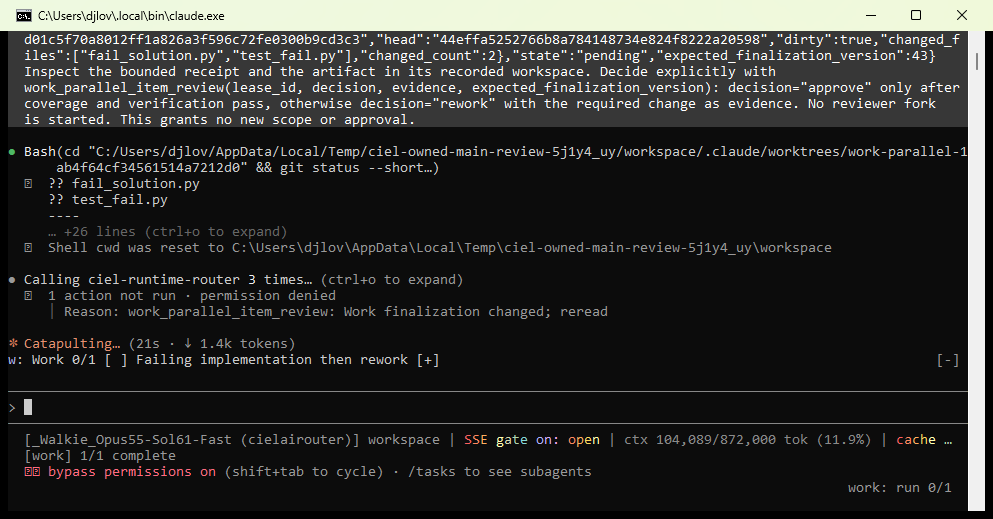 C:\Users\djlov\.local\bin\claude.exe
d01c5f70a8012ff1a826a3f596c72fe0300b9cd3c3","head":"44effa5252766b8a784148734e824f8222a20598","dirty":true,"changed_f
iles":["fail_solution.py","test_fail.py"],"changed_count":2},"state":"pending","expected_finalization_version":43}
Inspect the bounded receipt and the artifact in its recorded workspace. Decide explicitly with
work_parallel_item_review(lease_id, decision, evidence, expected_finalization_version): decision="approve" only after
coverage and verification pass, otherwise decision="rework" with the required change as evidence. No reviewer fork
is started. This grants no new scope or approval.
● Bash(cd "C:/Users/djlov/AppData/Local/Temp/ciel-owned-main-review-5j1y4_uy/workspace/.claude/worktrees/work-parallel-1
ab4f64cf34561514a7212d0" && git status --short…)
?? fail_solution.py
?? test_fail.py
----
… +26 lines (ctrl+o to expand)
Shell cwd was reset to C:\Users\djlov\AppData\Local\Temp\ciel-owned-main-review-5j1y4_uy\workspace
● Calling ciel-runtime-router 3 times… (ctrl+o to expand)
1 action not run · permission denied
│ Reason: work_parallel_item_review: Work finalization changed; reread
✻ Catapulting… (21s · ↓ 1.4k tokens)
w: Work 0/1 [ ] Failing implementation then rework [+] [-]
>
[_Walkie_Opus55-Sol61-Fast (cielairouter)] workspace | SSE gate on: open | ctx 104,089/872,000 tok (11.9%) | cache …
[work] 1/1 complete
bypass permissions on (shift+tab to cycle) · /tasks to see subagents
work: run 0/1